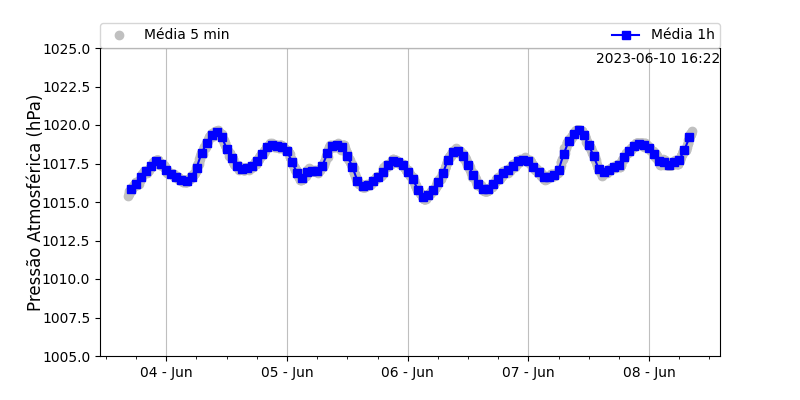 Média 5 min
Média 1h
2023-06-10 16:22
Pressão Atmosférica (hPa)
1025.0
1022.5
1020.0
1017.5
1015.0
1012.5
1010.0
1007.5
1005.0
04 - Jun
05 - Jun
06 - Jun
07 - Jun
08 - Jun